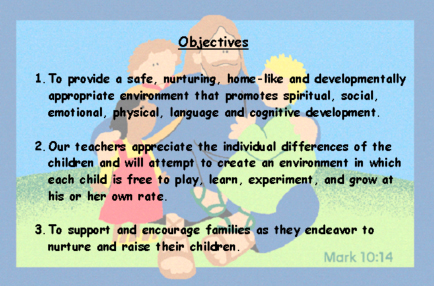 Objectives
1. To provide a safe, nurturing, home-like and developmentally
appropriate environment that promotes spiritual, social,
emotional, physical, language and cognitive development.
2. Our teachers appreciate the individual differences of the
children and will attempt to create an environment in which
each child is free to play, learn, experiment, and grow at
his or her own rate.
3. To support and encourage families as they endeavor to
nurture and raise their children.
Mark 10:14